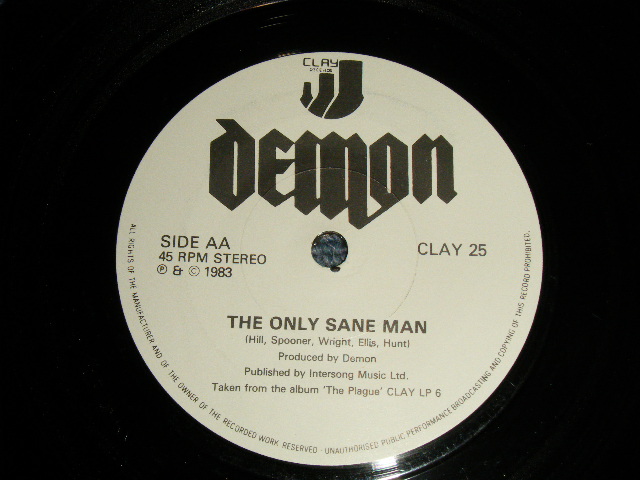 CLAY
RECORDS
DEMON
SIDE AA
45 RPM STEREO
℗ & © 1983
CLAY 25
THE ONLY SANE MAN
(Hill, Spooner, Wright, Ellis, Hunt)
Produced by Demon
Published by Intersong Music Ltd.
Taken from the album 'The Plague' CLAY LP 6
ALL RIGHTS OF THE MANUFACTURER AND OF THE OWNER OF THE RECORDED WORK RESERVED - UNAUTHORISED PUBLIC PERFORMANCE BROADCASTING AND COPYING OF THIS RECORD PROHIBITED.